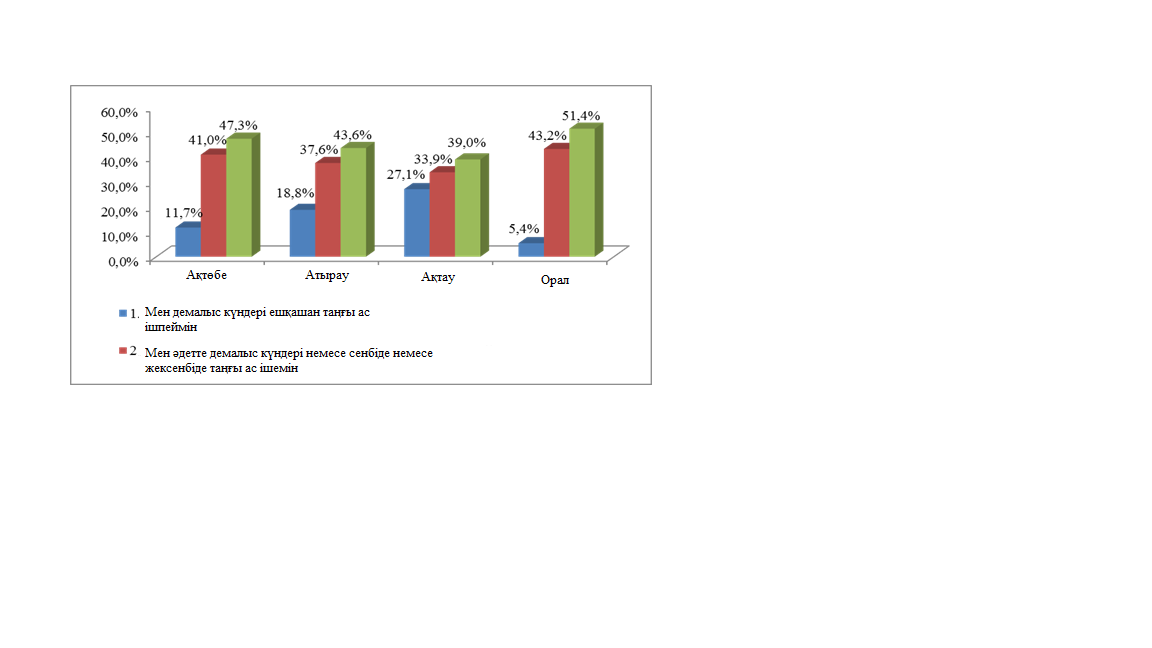 60,0%
50,0%
40,0%
30,0%
20,0%
10,0%
0,0%
11,7%
41,0%
47,3%
18,8%
37,6%
43,6%
27,1%
33,9%
39,0%
5,4%
43,2%
51,4%
Ақтөбе
Атырау
Ақтау
Орал
1. Мен демалыс күндері ешқашан таңғы ас
ішпеймін
2 Мен әдетте демалыс күндері немесе сенбіде немесе
жексенбіде таңғы ас ішемін